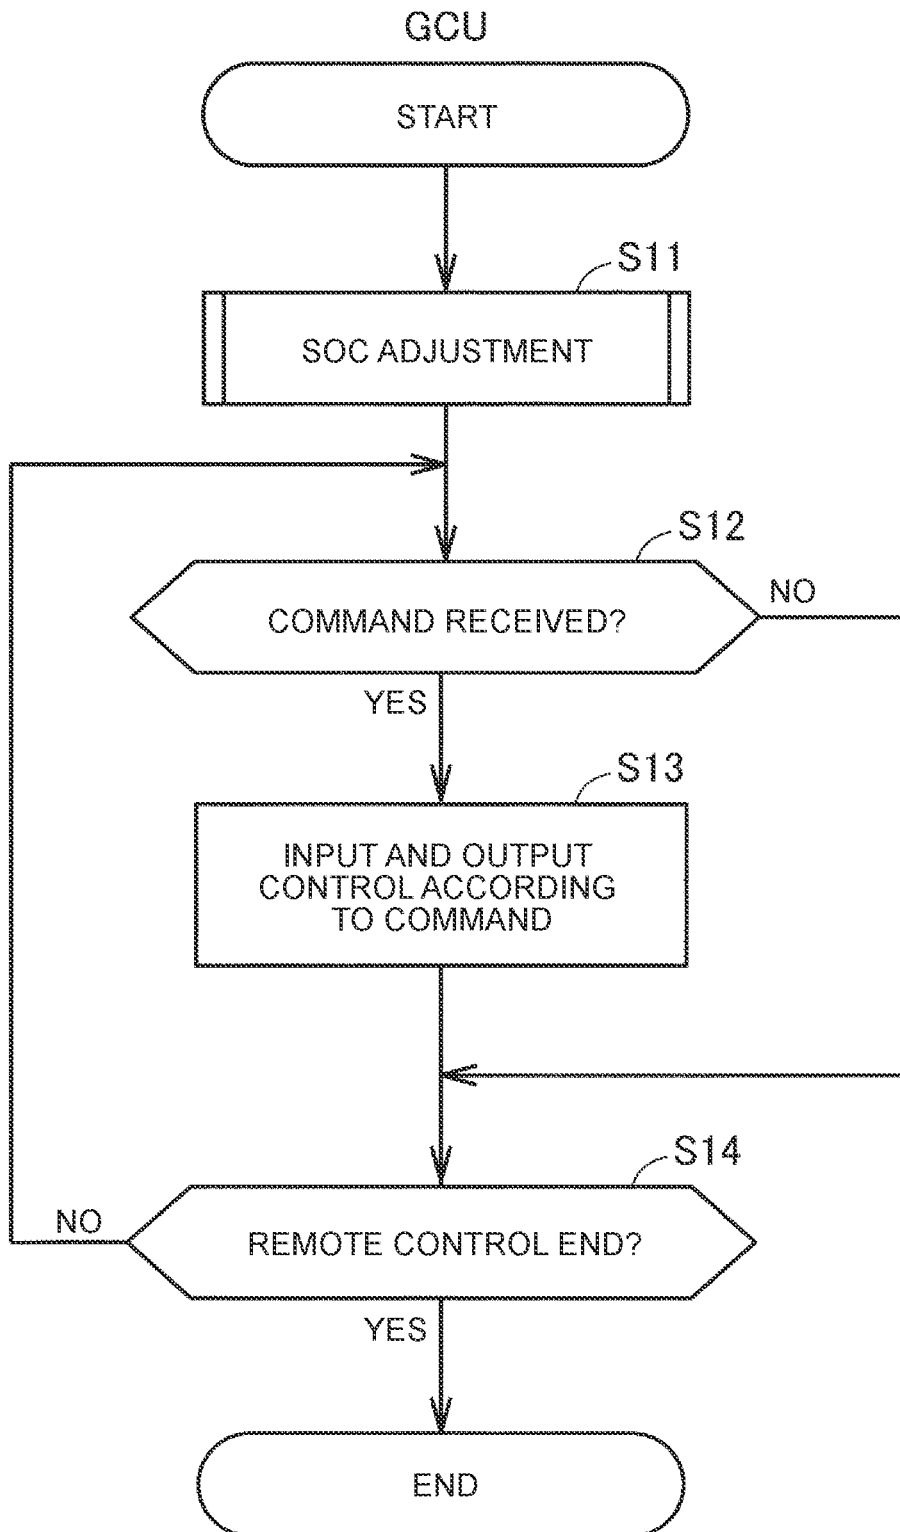 GCU
START
S11
SOC ADJUSTMENT
S12
COMMAND RECEIVED?
NO
YES
S13
INPUT AND OUTPUT
CONTROL ACCORDING
TO COMMAND
S14
REMOTE CONTROL END?
NO
YES
END